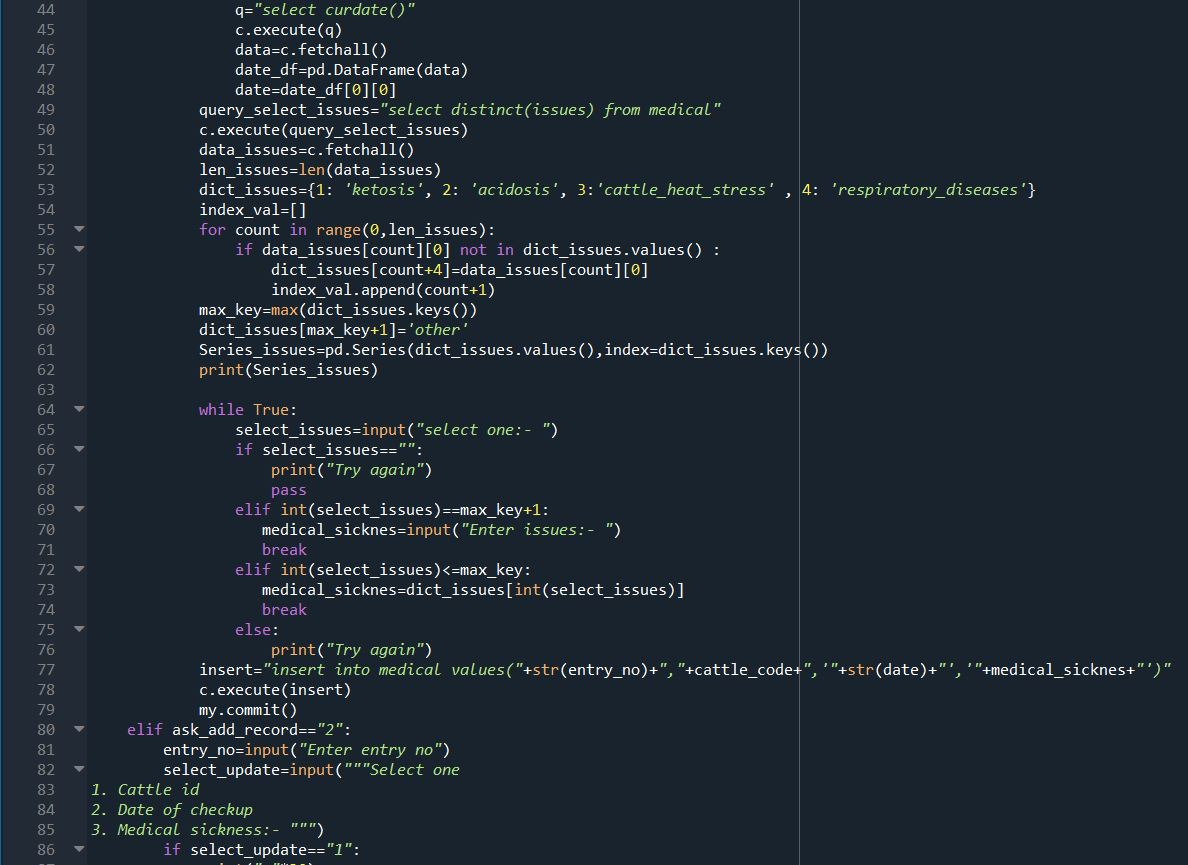 44 q="select curdate()"
45 c.execute(q)
46 data=c.fetchall()
47 date_df=pd.DataFrame(data)
48 date=date_df[0][0]
49 query_select_issues="select distinct(issues) from medical"
50 c.execute(query_select_issues)
51 data_issues=c.fetchall()
52 len_issues=len(data_issues)
53 dict_issues={1: 'ketosis', 2: 'acidosis', 3:'cattle_heat_stress' , 4: 'respiratory_diseases'}
54 index_val=[]
55 for count in range(0,len_issues):
56 if data_issues[count][0] not in dict_issues.values() :
57 dict_issues[count+4]=data_issues[count][0]
58 index_val.append(count+1)
59 max_key=max(dict_issues.keys())
60 dict_issues[max_key+1]='other'
61 Series_issues=pd.Series(dict_issues.values(),index=dict_issues.keys())
62 print(Series_issues)
63
64 while True:
65 select_issues=input("select one:- ")
66 if select_issues=="":
67 print("Try again")
68 pass
69 elif int(select_issues)==max_key+1:
70 medical_sicknes=input("Enter issues:- ")
71 break
72 elif int(select_issues)<=max_key:
73 medical_sicknes=dict_issues[int(select_issues)]
74 break
75 else:
76 print("Try again")
77 insert="insert into medical values("+str(entry_no)+","+cattle_code+",'"+str(date)+"','"+medical_sicknes+"')"
78 c.execute(insert)
79 my.commit()
80 elif ask_add_record=="2":
81 entry_no=input("Enter entry no")
82 select_update=input("""Select one
83 1. Cattle id
84 2. Date of checkup
85 3. Medical sickness:- """)
86 if select_update=="1":